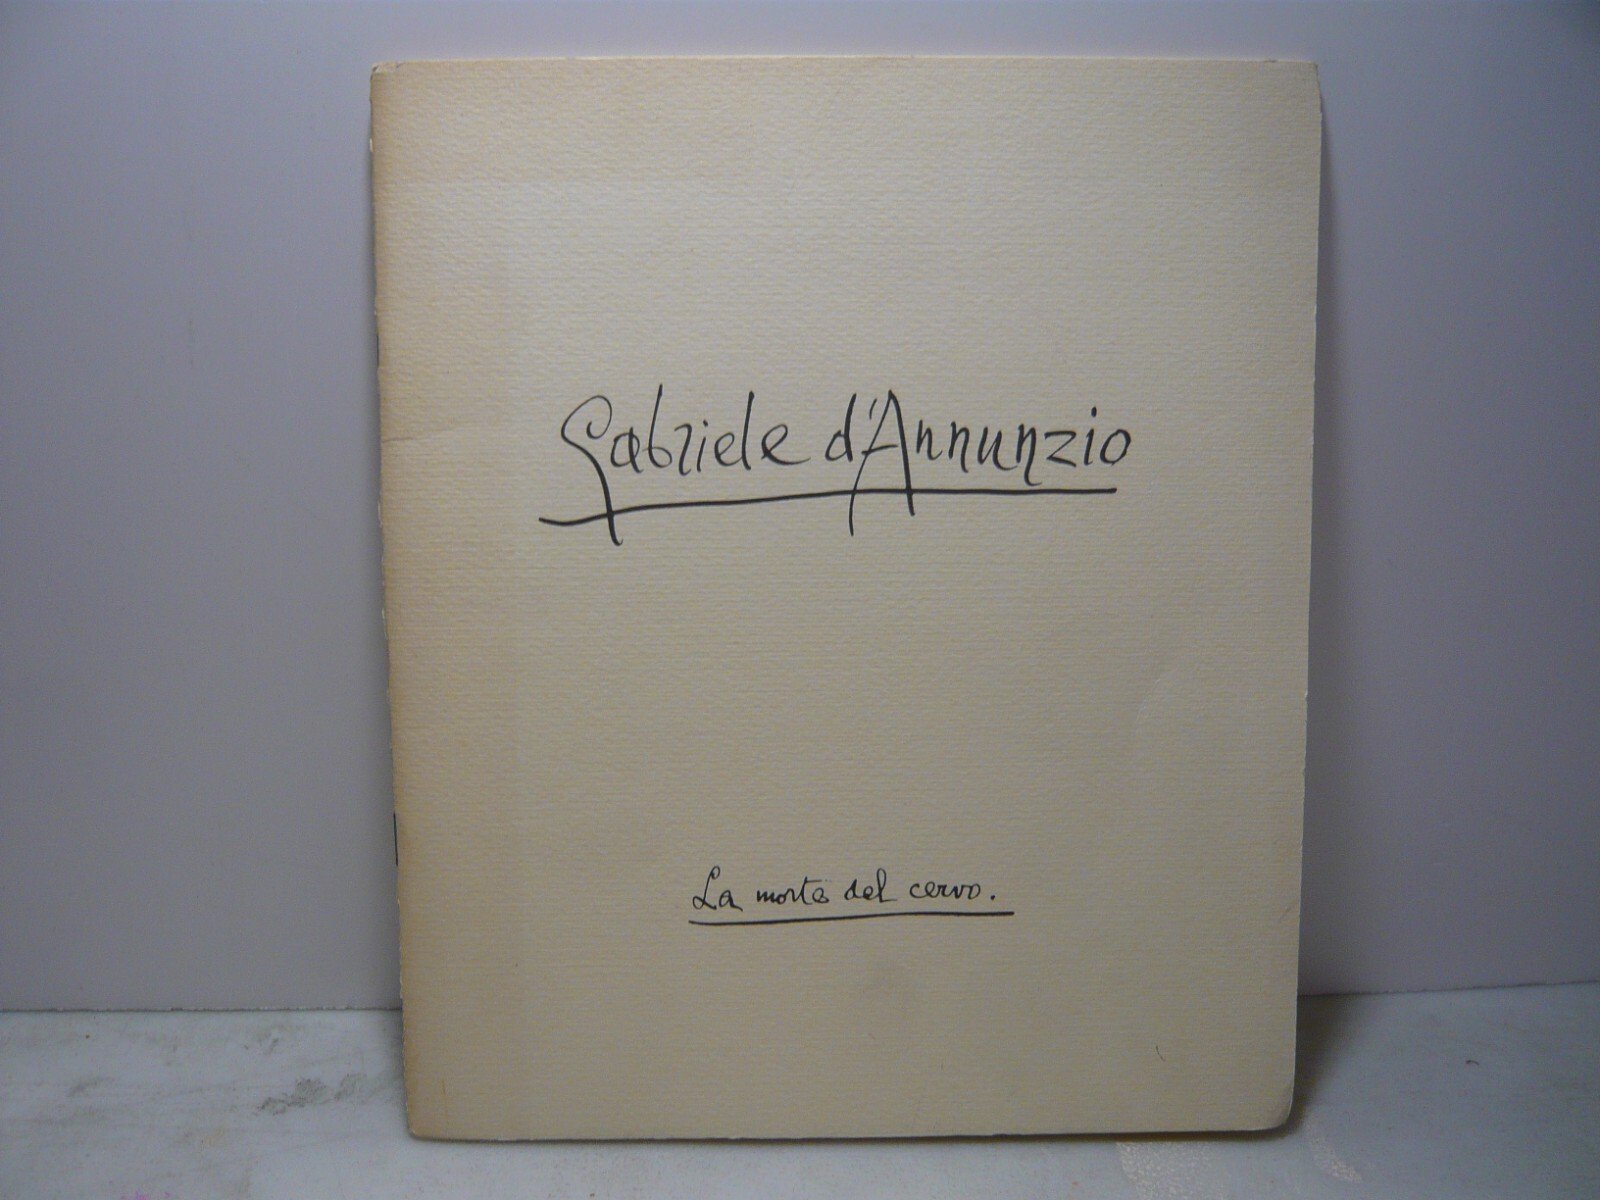 Gabriele d'Annunzio
La morte del cervo.